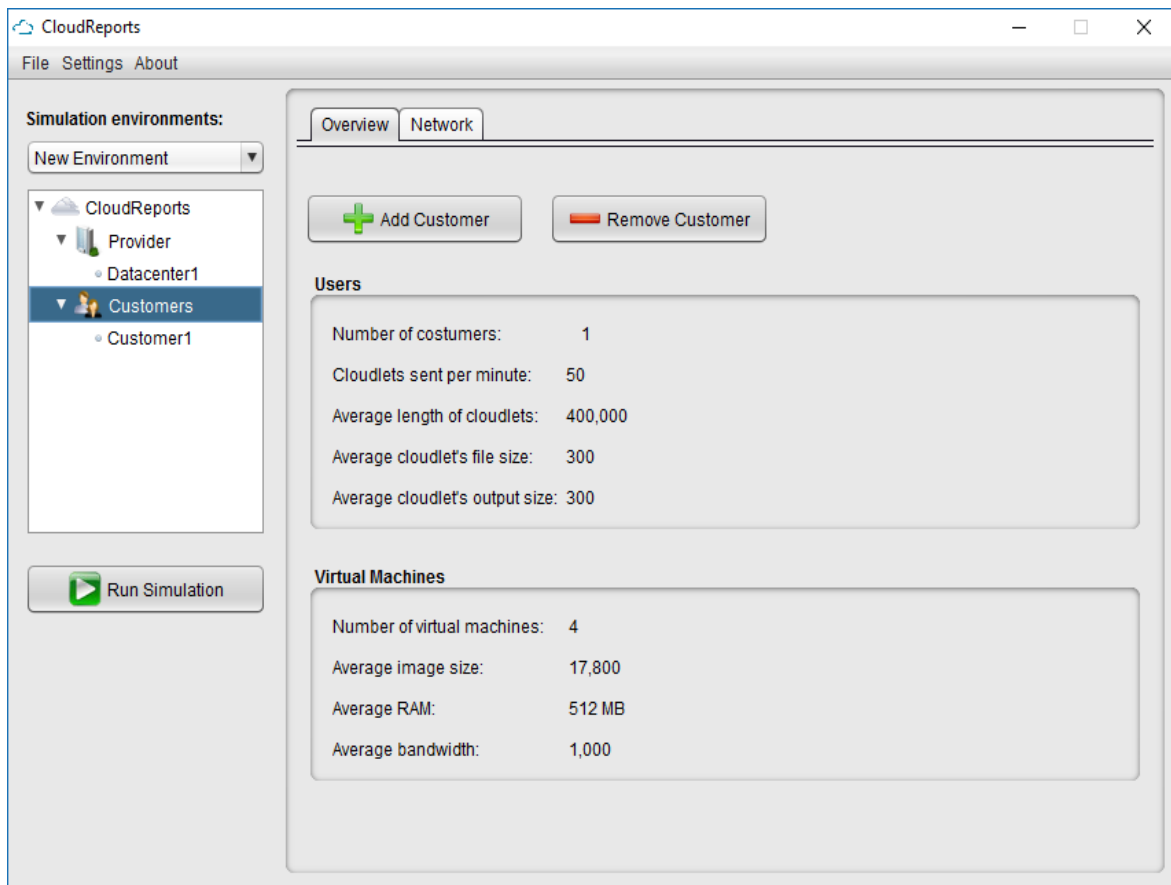 CloudReports
File Settings About
Simulation environments:
New Environment
CloudReports
Provider
Datacenter1
Customers
Customer1
Run Simulation
Overview Network
Add Customer Remove Customer
Users
Number of costumers: 1
Cloudlets sent per minute: 50
Average length of cloudlets: 400,000
Average cloudlet's file size: 300
Average cloudlet's output size: 300
Virtual Machines
Number of virtual machines: 4
Average image size: 17,800
Average RAM: 512 MB
Average bandwidth: 1,000